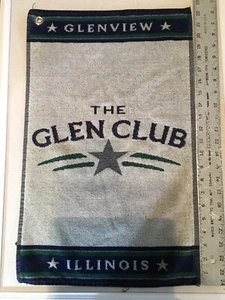 ★ GLENVIEW ★
THE
GLEN CLUB
★ ILLINOIS ★